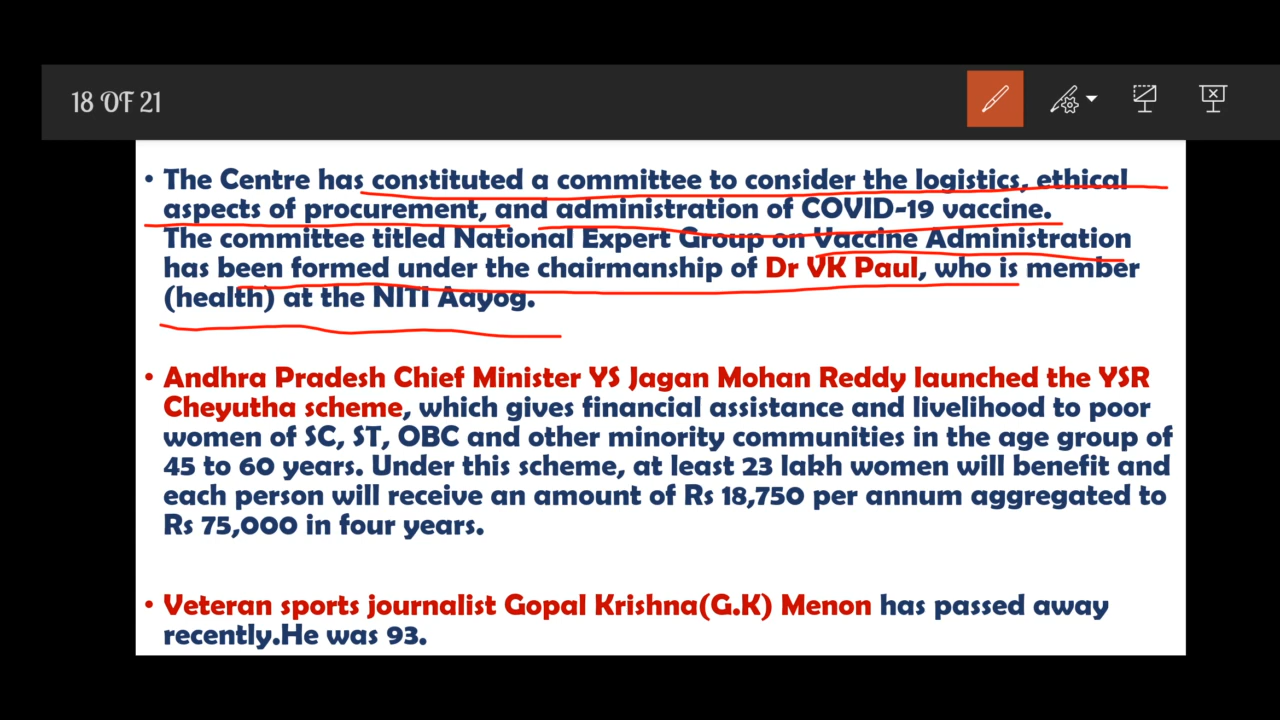 18 OF 21
• The Centre has constituted a committee to consider the logistics, ethical
aspects of procurement, and administration of COVID-19 vaccine.
The committee titled National Expert Group on Vaccine Administration
has been formed under the chairmanship of Dr VK Paul, who is member
(health) at the NITI Aayog.
• Andhra Pradesh Chief Minister YS Jagan Mohan Reddy launched the YSR
Cheyutha scheme, which gives financial assistance and livelihood to poor
women of SC, ST, OBC and other minority communities in the age group of
45 to 60 years. Under this scheme, at least 23 lakh women will benefit and
each person will receive an amount of Rs 18,750 per annum aggregated to
Rs 75,000 in four years.
• Veteran sports journalist Gopal Krishna(G.K) Menon has passed away
recently.He was 93.